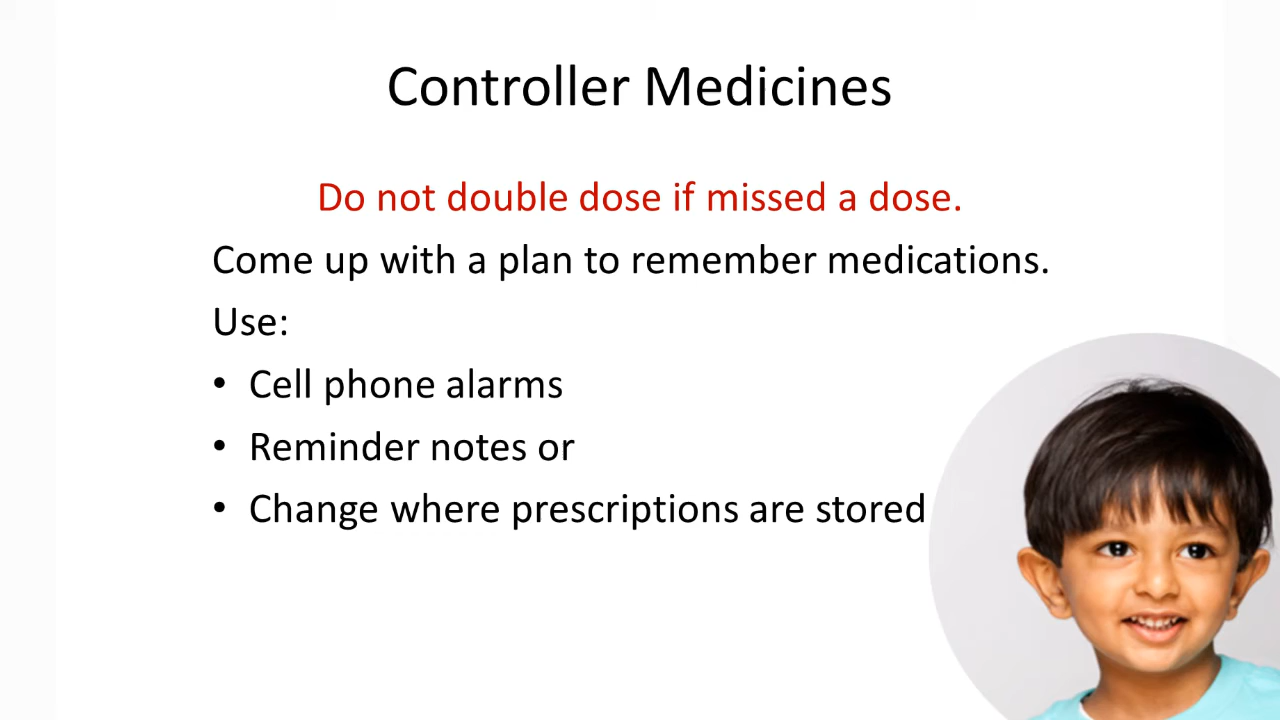 Controller Medicines
Do not double dose if missed a dose.
Come up with a plan to remember medications.
Use:
• Cell phone alarms
• Reminder notes or
• Change where prescriptions are stored